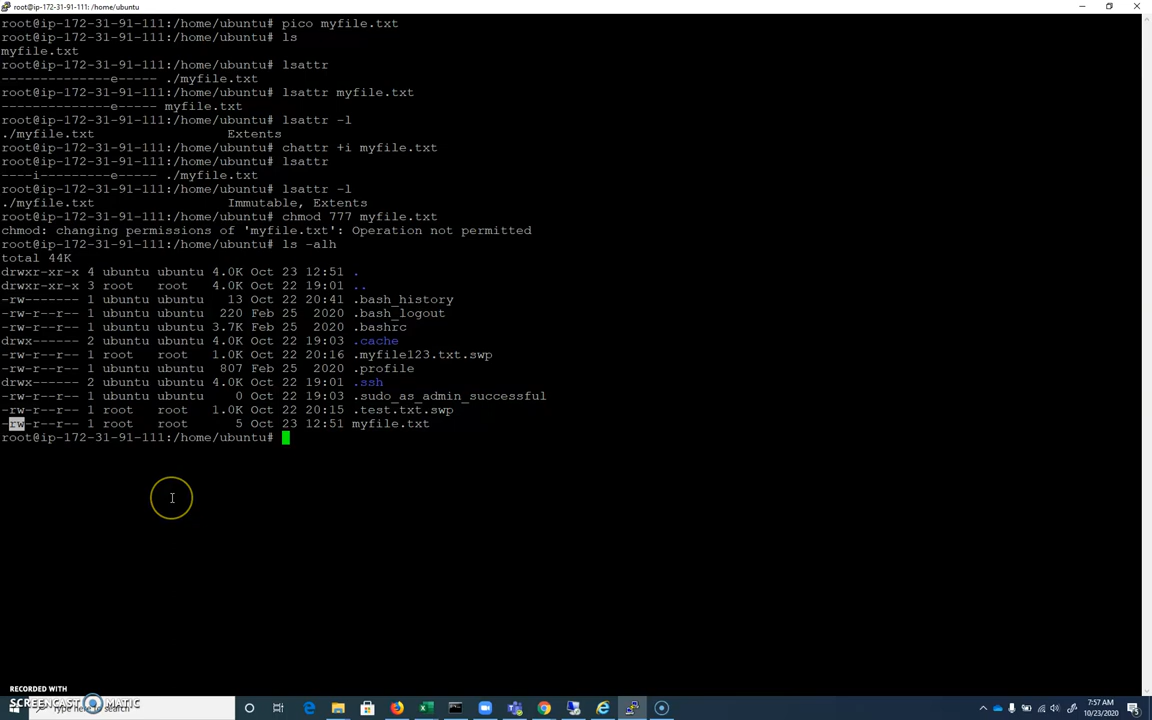 root@ip-172-31-91-111: /home/ubuntu
root@ip-172-31-91-111:/home/ubuntu# pico myfile.txt
root@ip-172-31-91-111:/home/ubuntu# ls
myfile.txt
root@ip-172-31-91-111:/home/ubuntu# lsattr
--------------e----- ./myfile.txt
root@ip-172-31-91-111:/home/ubuntu# lsattr myfile.txt
--------------e----- myfile.txt
root@ip-172-31-91-111:/home/ubuntu# lsattr -l
./myfile.txt                 Extents
root@ip-172-31-91-111:/home/ubuntu# chattr +i myfile.txt
root@ip-172-31-91-111:/home/ubuntu# lsattr
----i---------e----- ./myfile.txt
root@ip-172-31-91-111:/home/ubuntu# lsattr -l
./myfile.txt                 Immutable, Extents
root@ip-172-31-91-111:/home/ubuntu# chmod 777 myfile.txt
chmod: changing permissions of 'myfile.txt': Operation not permitted
root@ip-172-31-91-111:/home/ubuntu# ls -alh
total 44K
drwxr-xr-x 4 ubuntu ubuntu 4.0K Oct 23 12:51 .
drwxr-xr-x 3 root   root   4.0K Oct 22 19:01 ..
-rw------- 1 ubuntu ubuntu   13 Oct 22 20:41 .bash_history
-rw-r--r-- 1 ubuntu ubuntu  220 Feb 25  2020 .bash_logout
-rw-r--r-- 1 ubuntu ubuntu 3.7K Feb 25  2020 .bashrc
drwx------ 2 ubuntu ubuntu 4.0K Oct 22 19:03 .cache
-rw-r--r-- 1 root   root   1.0K Oct 22 20:16 .myfile123.txt.swp
-rw-r--r-- 1 ubuntu ubuntu  807 Feb 25  2020 .profile
drwx------ 2 ubuntu ubuntu 4.0K Oct 22 19:01 .ssh
-rw-r--r-- 1 ubuntu ubuntu    0 Oct 22 19:03 .sudo_as_admin_successful
-rw-r--r-- 1 root   root   1.0K Oct 22 20:15 .test.txt.swp
-rw-r--r-- 1 root   root      5 Oct 23 12:51 myfile.txt
root@ip-172-31-91-111:/home/ubuntu#
RECORDED WITH
SCREENCAST MATIC
Type here to search
7:57 AM
10/23/2020
5